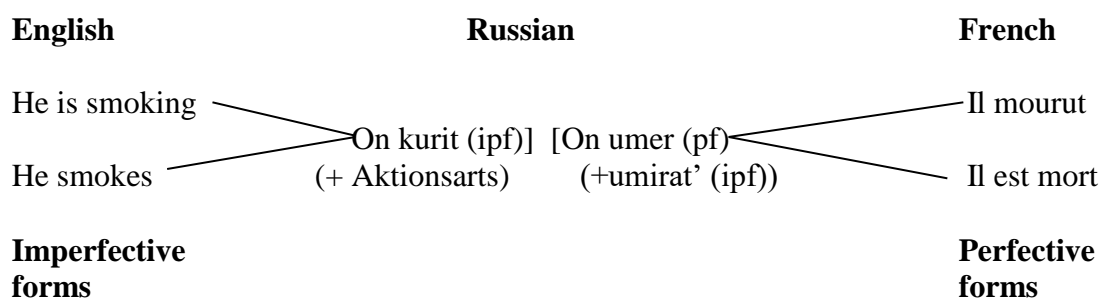 English Russian French
He is smoking Il mourut
On kurit (ipf)] [On umer (pf)
He smokes (+ Aktionsarts) (+umirat’ (ipf)) Il est mort
Imperfective Perfective
forms forms